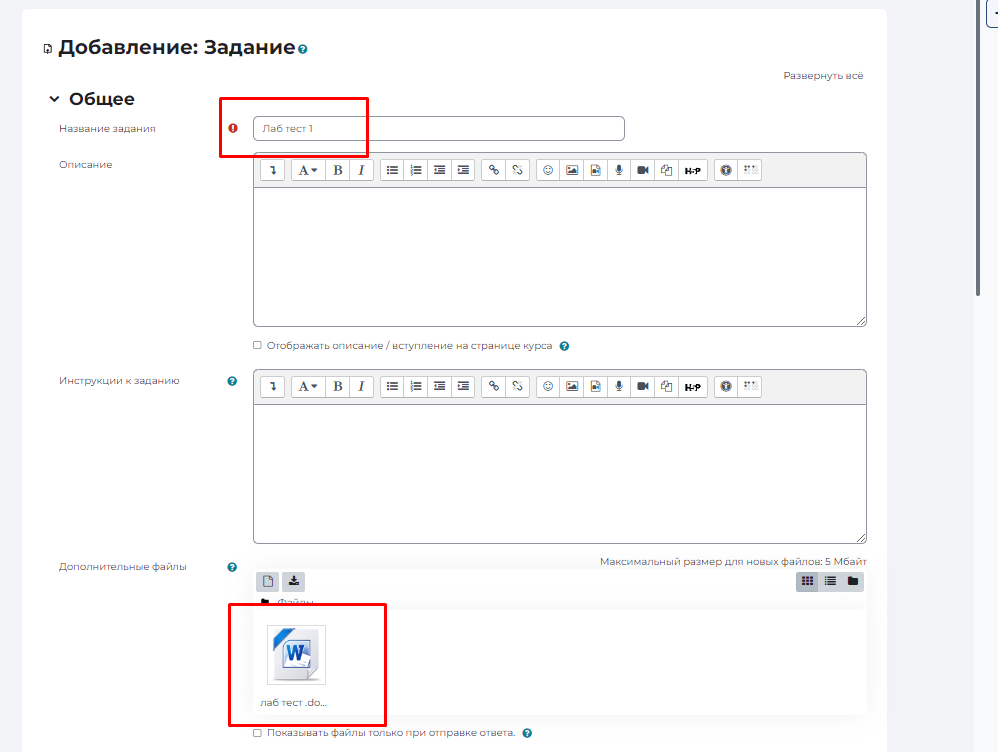 Добавление: Задание
Развернуть всё
Общее
Название задания
Лаб тест 1
Описание
A B I
H-P
Отображать описание / вступление на странице курса
Инструкции к заданию
A B I
H-P
Дополнительные файлы
Максимальный размер для новых файлов: 5 Мбайт
Файлы
W
лаб тест .do...
Показывать файлы только при отправке ответа.